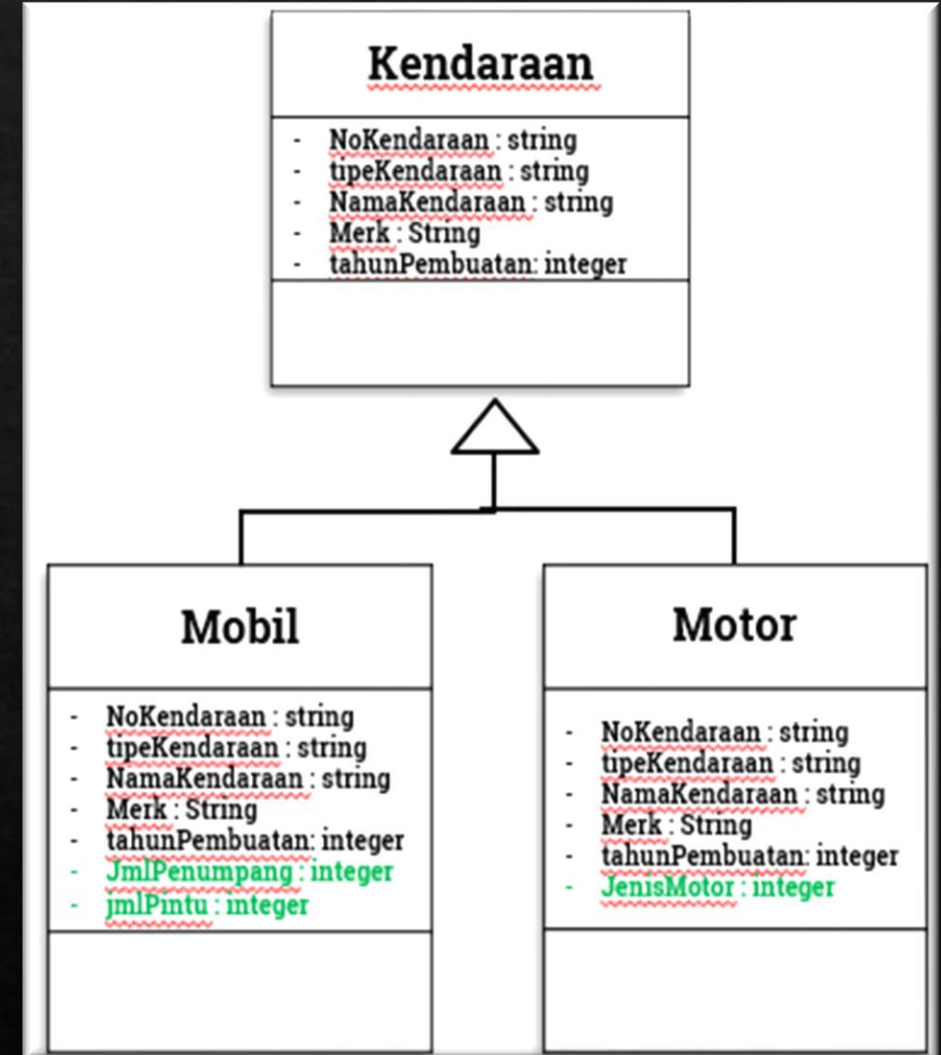 Kendaraan
- NoKendaraan : string
- tipeKendaraan : string
- NamaKendaraan : string
- Merk : String
- tahunPembuatan: integer
Mobil
- NoKendaraan : string
- tipeKendaraan : string
- NamaKendaraan : string
- Merk : String
- tahunPembuatan: integer
- JmlPenumpang : integer
- jmlPintu : integer
Motor
- NoKendaraan : string
- tipeKendaraan : string
- NamaKendaraan : string
- Merk : String
- tahunPembuatan: integer
- JenisMotor : integer